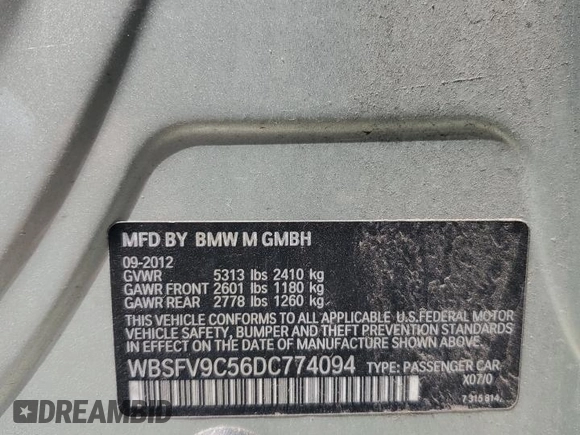 MFD BY BMW M GMBH
09-2012
GVWR 5313 lbs 2410 kg
GAWR FRONT 2601 lbs 1180 kg
GAWR REAR 2778 lbs 1260 kg
THIS VEHICLE CONFORMS TO ALL APPLICABLE U.S.FEDERAL MOTOR
VEHICLE SAFETY, BUMPER AND THEFT PREVENTION STANDARDS
IN EFFECT ON THE DATE OF MANUFACTURE SHOWN ABOVE.
WBSFV9C56DC774094 TYPE: PASSENGER CAR
X07/0
7 315 814
DREAMBID